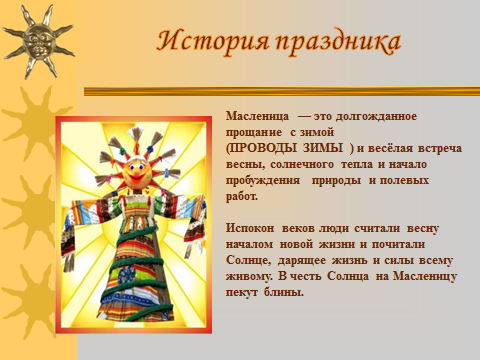 История праздника
Масленица — это долгожданное
прощание с зимой
(ПРОВОДЫ ЗИМЫ ) и весёлая встреча
весны, солнечного тепла и начало
пробуждения природы и полевых
работ.
Испокон веков люди считали весну
началом новой жизни и почитали
Солнце, дарящее жизнь и силы всему
живому. В честь Солнца на Масленицу
пекут блины.